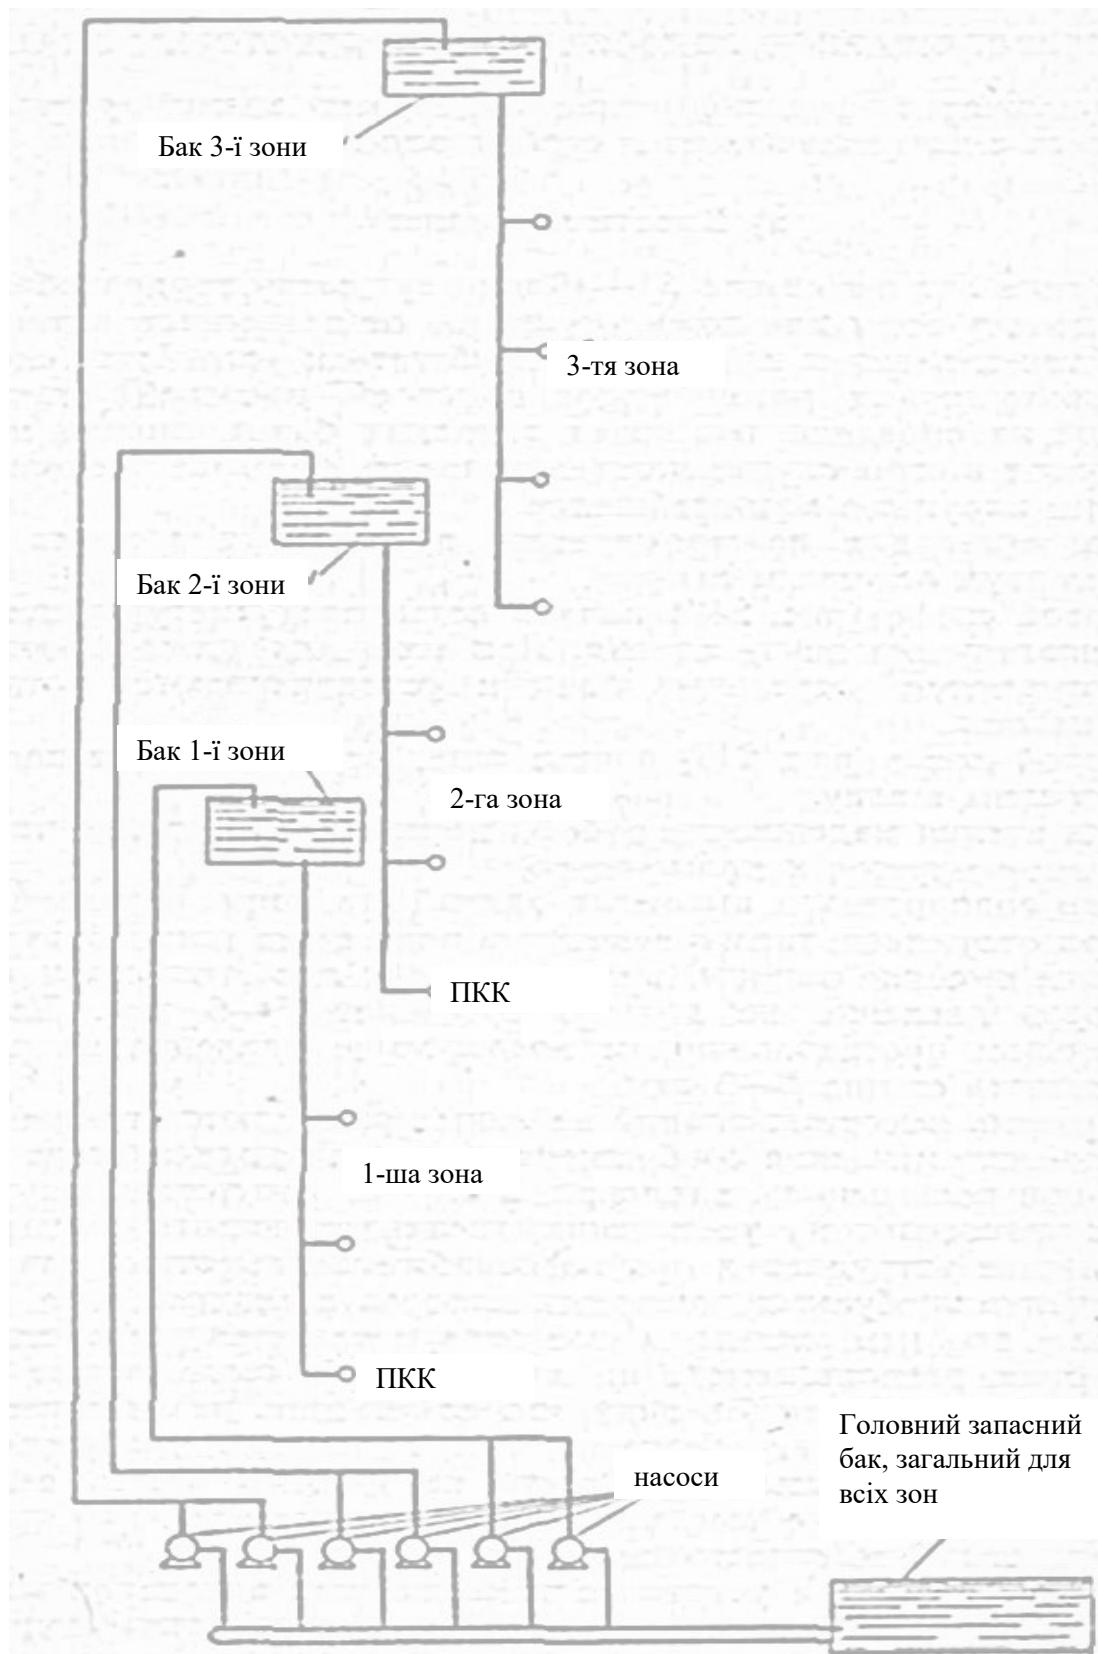 Бак 3-ї зони
3-тя зона
Бак 2-ї зони
Бак 1-ї зони
2-га зона
ПКК
1-ша зона
ПКК
Головний запасний
бак, загальний для
всіх зон
насоси